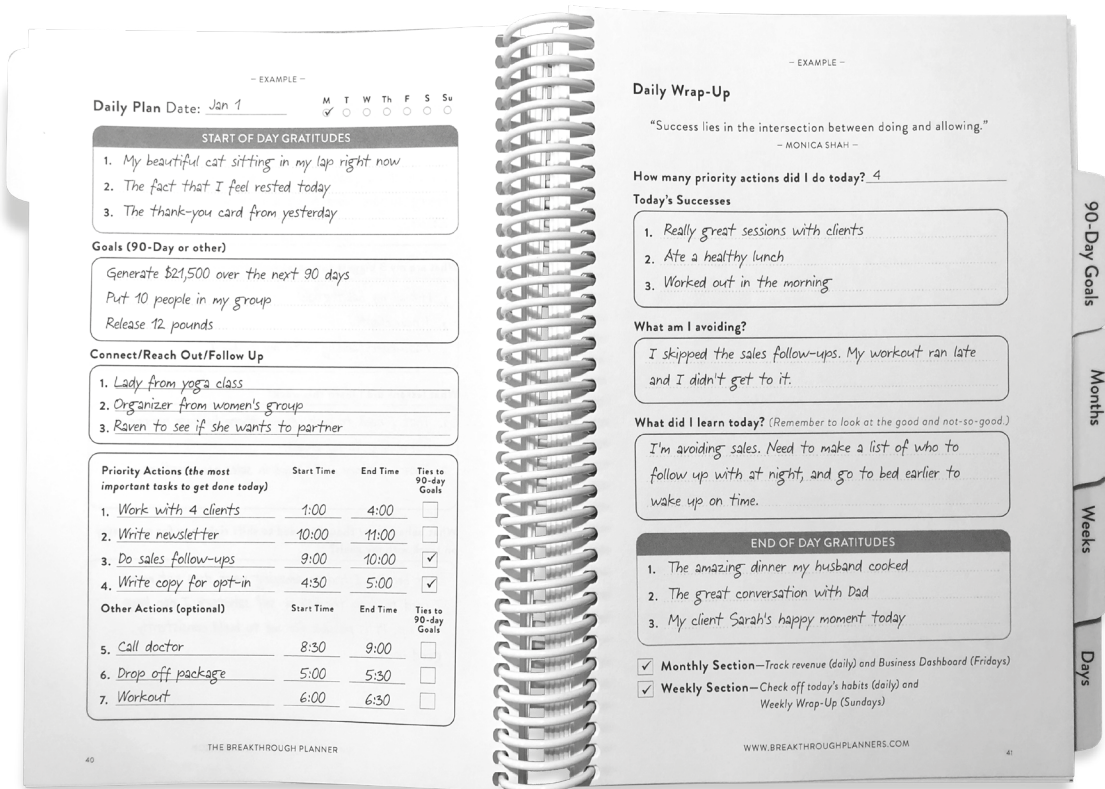 – EXAMPLE –
Daily Plan Date: Jan 1 M T W Th F S Su
START OF DAY GRATITUDES
1. My beautiful cat sitting in my lap right now
2. The fact that I feel rested today
3. The thank-you card from yesterday
Goals (90-Day or other)
Generate $21,500 over the next 90 days
Put 10 people in my group
Release 12 pounds
Connect/Reach Out/Follow Up
1. Lady from yoga class
2. Organizer from women's group
3. Raven to see if she wants to partner
Priority Actions (the most important tasks to get done today) Start Time End Time Ties to 90-day Goals
1. Work with 4 clients 1:00 4:00
2. Write newsletter 10:00 11:00
3. Do sales follow-ups 9:00 10:00 ✓
4. Write copy for opt-in 4:30 5:00 ✓
Other Actions (optional) Start Time End Time Ties to 90-day Goals
5. Call doctor 8:30 9:00
6. Drop off package 5:00 5:30
7. Workout 6:00 6:30
THE BREAKTHROUGH PLANNER
40
– EXAMPLE –
Daily Wrap-Up
“Success lies in the intersection between doing and allowing.”
– MONICA SHAH –
How many priority actions did I do today? 4
Today's Successes
1. Really great sessions with clients
2. Ate a healthy lunch
3. Worked out in the morning
What am I avoiding?
I skipped the sales follow-ups. My workout ran late
and I didn't get to it.
What did I learn today? (Remember to look at the good and not-so-good.)
I'm avoiding sales. Need to make a list of who to
follow up with at night, and go to bed earlier to
wake up on time.
END OF DAY GRATITUDES
1. The amazing dinner my husband cooked
2. The great conversation with Dad
3. My client Sarah's happy moment today
✓ Monthly Section—Track revenue (daily) and Business Dashboard (Fridays)
✓ Weekly Section—Check off today's habits (daily) and
Weekly Wrap-Up (Sundays)
WWW.BREAKTHROUGHPLANNERS.COM
41
90-Day Goals
Months
Weeks
Days